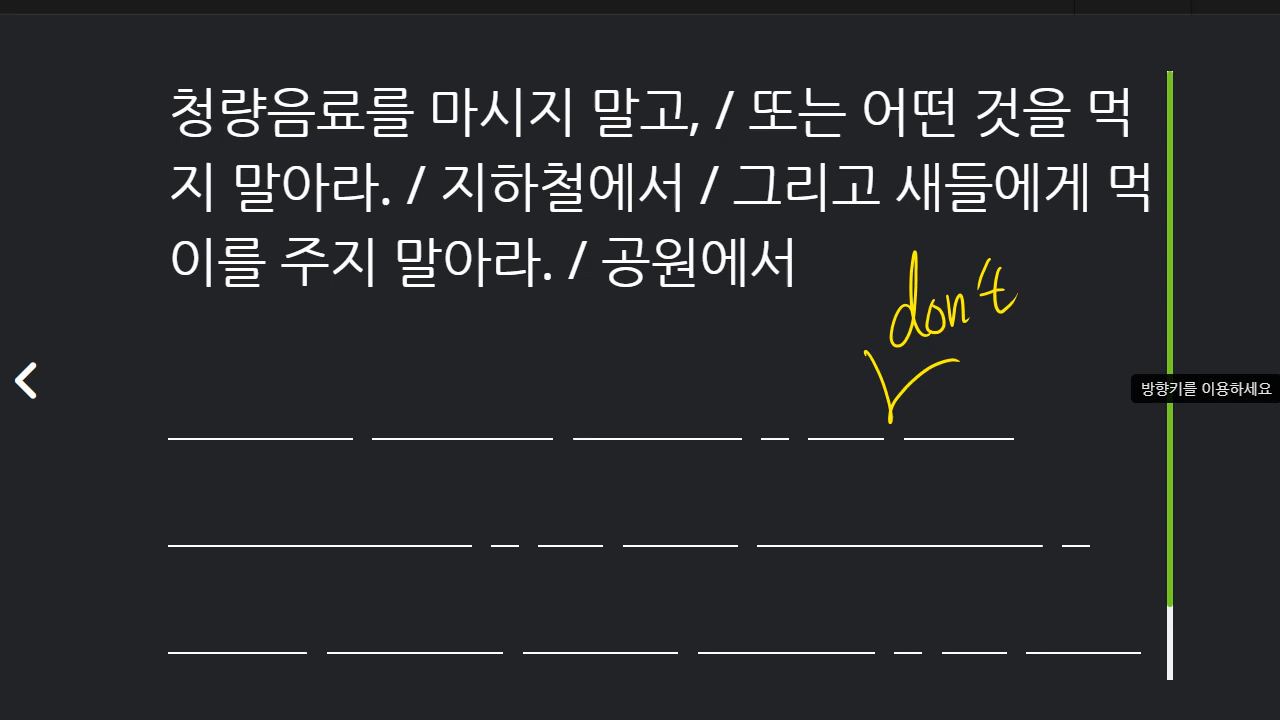 청량음료를 마시지 말고, / 또는 어떤 것을 먹
지 말아라. / 지하철에서 / 그리고 새들에게 먹
이를 주지 말아라. / 공원에서
don't
방향키를 이용하세요